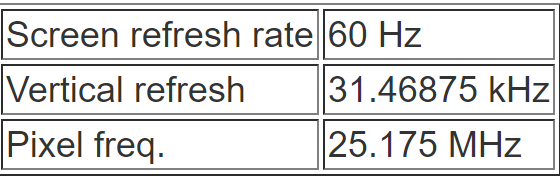 Screen refresh rate 60 Hz
Vertical refresh 31.46875 kHz
Pixel freq. 25.175 MHz